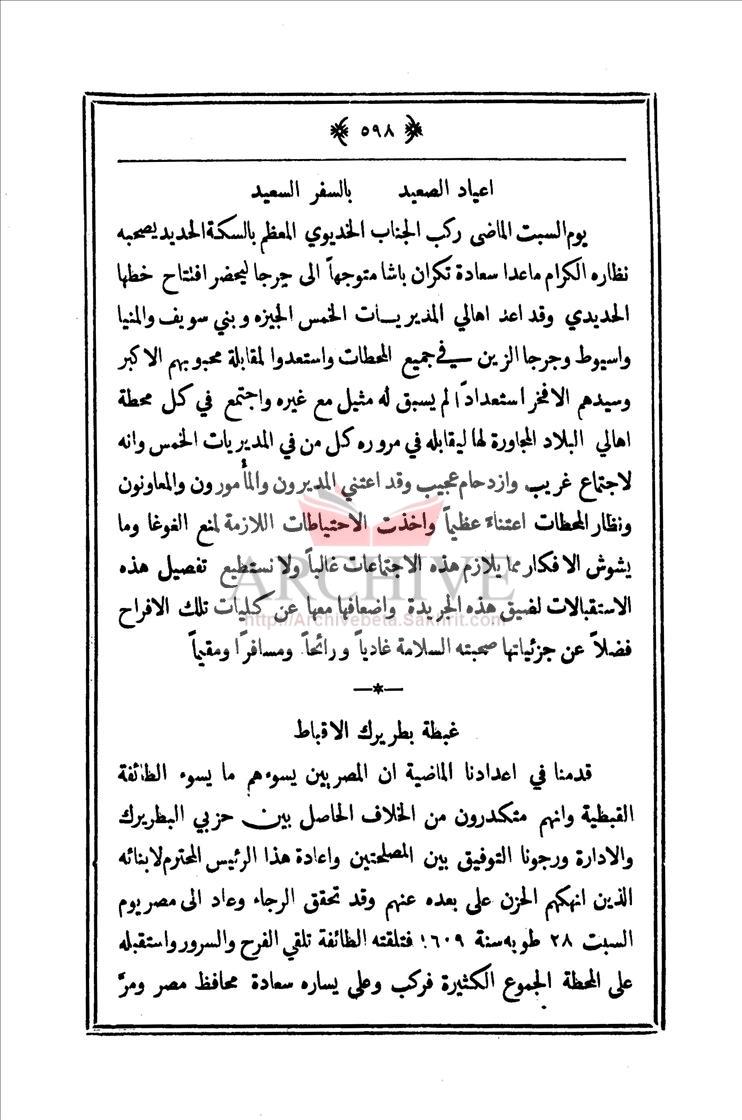 ﴿ ٥٩٨ ﴾
اعياد الصعيد بالسفر السعيد
يوم السبت الماضى ركب الجناب الخديوي المعظم بالسكة الحديد يصحبه
نظاره الكرام ماعدا سعادة تكران باشا متوجهاً الى جرجا ليحضر افتتاح خطها
الحديدي وقد اعد اهالي المديريات الخمس الجيزه وبني سويف والمنيا
واسيوط وجرجا الزين في جميع المحطات واستعدوا لمقابلة محبوبهم الاكبر
وسيدهم الافخر استعداداً لم يسبق له مثيل مع غيره واجتمع في كل محطة
اهالي البلاد المجاورة لها ليقابله في مروره كل من في المديريات الخمس وانه
لاجتماع غريب وازدحام عجيب وقد اعتني المديرون والمأمورون والمعاونون
ونظار المحطات اعتناءً عظيماً واخذت الاحتياطات اللازمة لمنع الغوغا وما
يشوش الافكار مما يلازم هذه الاجتماعات غالباً ولا نستطيع تفصيل هذه
الاستقبالات لضيق هذه الجريدة واضعافها معها عن كليات تلك الافراح
فضلاً عن جزئياتها صحبته السلامة غادياً ورائحاً. ومسافرًا ومقيماً
غبطة بطريرك الاقباط
قدمنا في اعدادنا الماضية ان المصريين يسوءهم ما يسوء الطائفة
القبطية وانهم متكدرون من الخلاف الحاصل بين حزبي البطريرك
والادارة ورجونا التوفيق بين المصلحتين واعادة هذا الرئيس المحترم لابنائه
الذين انهكهم الحزن على بعده عنهم وقد تحقق الرجاء وعاد الى مصر يوم
السبت ٢٨ طوبه سنة ١٦٠٩ فتلقته الطائفة تلقي الفرح والسرور واستقبله
على المحطة الجموع الكثيرة فركب وعلى يساره سعادة محافظ مصر ومرَّ
ARCHIVE
http://Archivebeta.Sakhrit.com